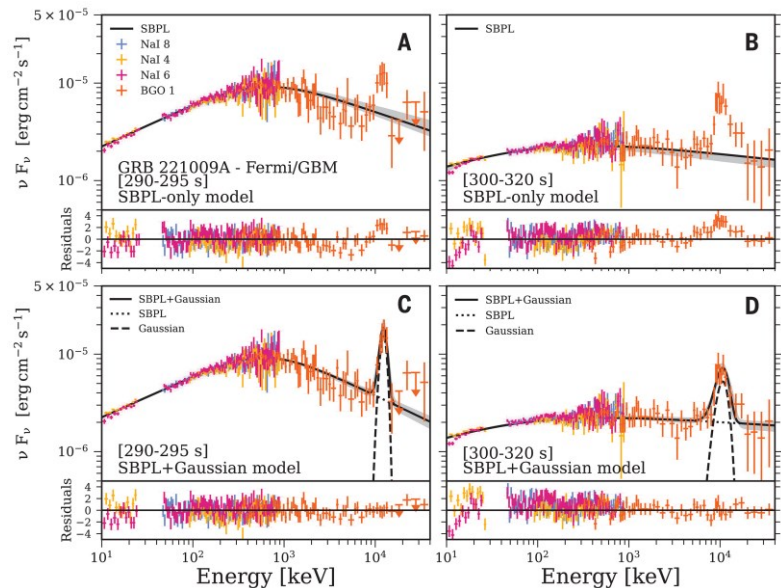 5 × 10⁻⁵
10⁻⁵
10⁻⁶
ν Fν [erg cm⁻² s⁻¹]
SBPL
NaI 8
NaI 4
NaI 6
BGO 1
A
GRB 221009A - Fermi/GBM
[290-295 s]
SBPL-only model
Residuals
4
2
0
−2
−4
SBPL
B
[300-320 s]
SBPL-only model
5 × 10⁻⁵
10⁻⁵
10⁻⁶
ν Fν [erg cm⁻² s⁻¹]
SBPL+Gaussian
SBPL
Gaussian
C
[290-295 s]
SBPL+Gaussian model
Residuals
4
2
0
−2
−4
10¹ 10² 10³ 10⁴
Energy [keV]
SBPL+Gaussian
SBPL
Gaussian
D
[300-320 s]
SBPL+Gaussian model
10¹ 10² 10³ 10⁴
Energy [keV]